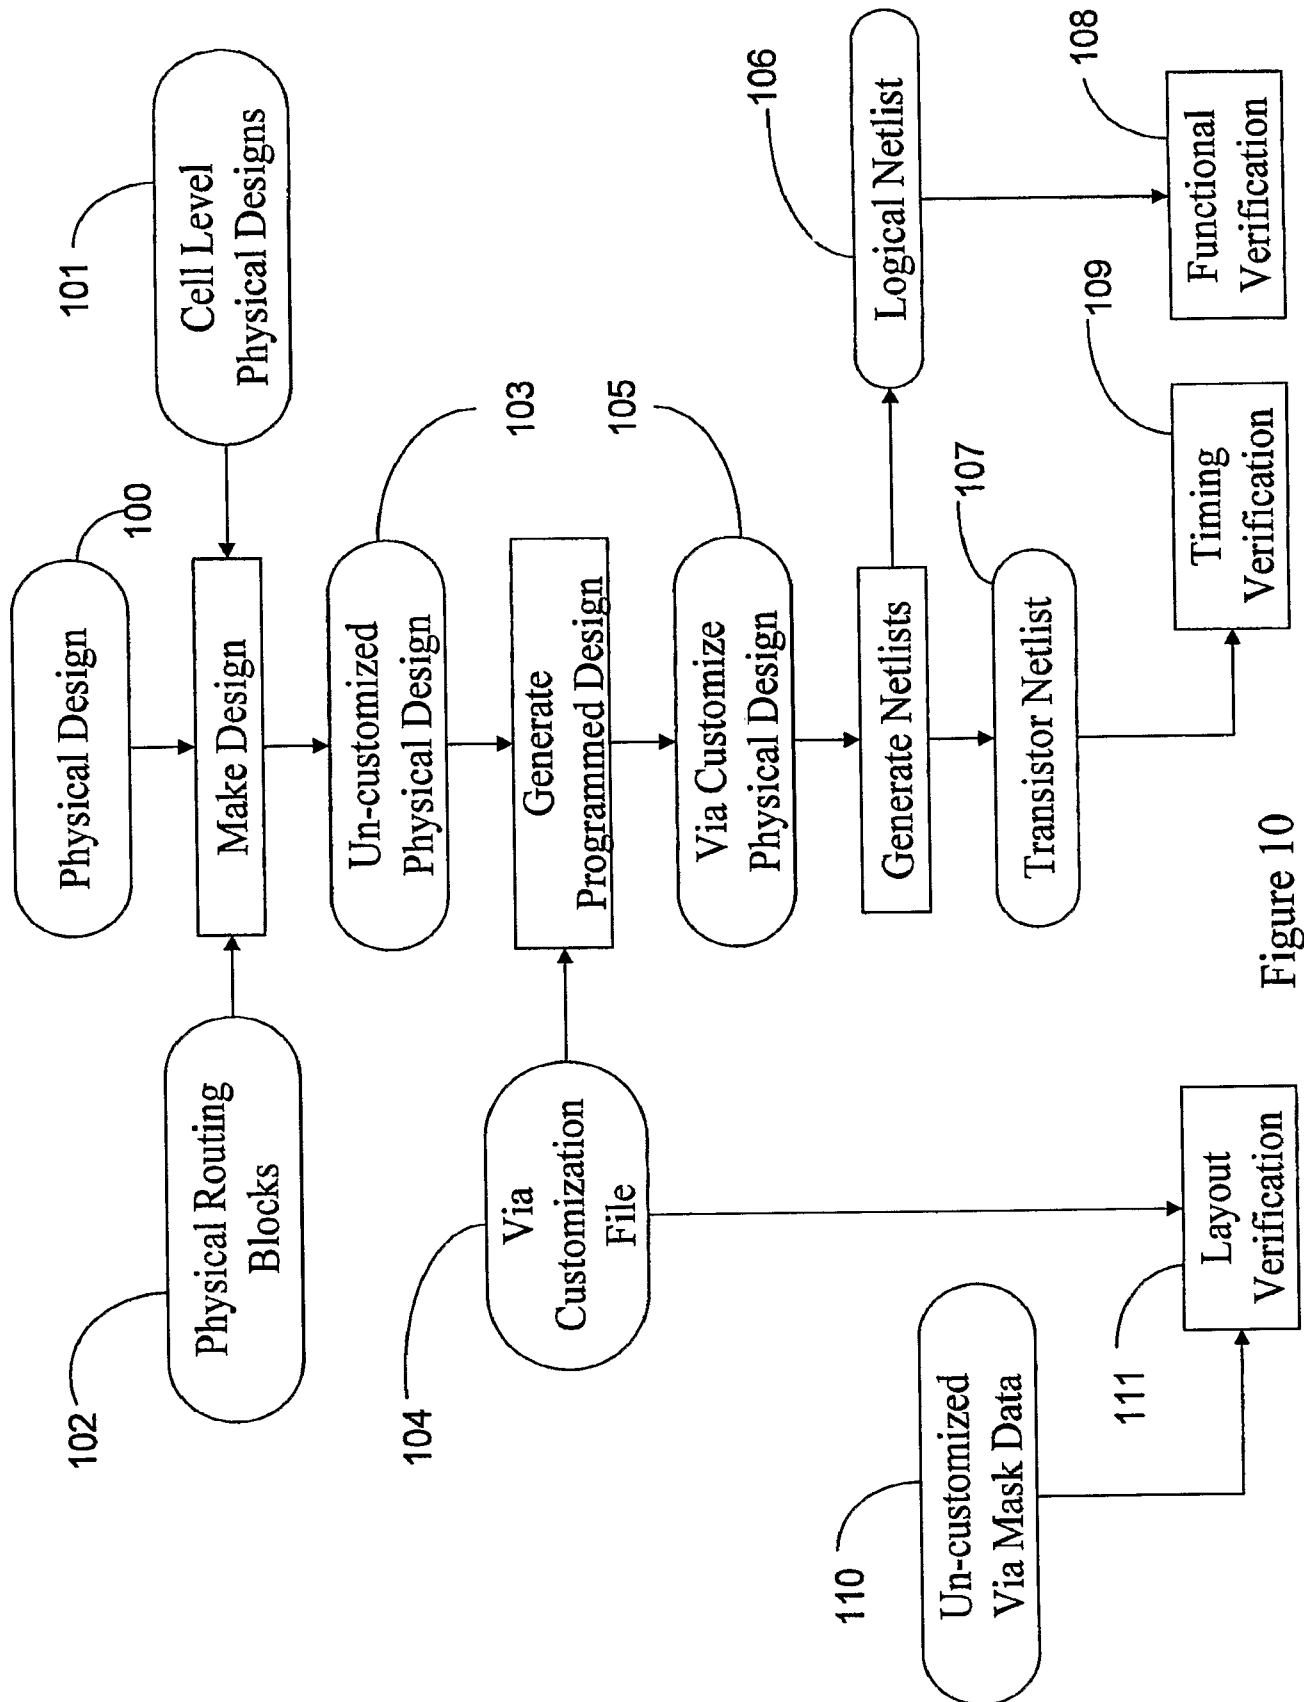 100
Physical Design
101
Cell Level
Physical Designs
102
Physical Routing
Blocks
Make Design
103
Un-customized
Physical Design
104
Via
Customization
File
Generate
Programmed Design
105
Via Customize
Physical Design
Generate Netlists
106
Logical Netlist
107
Transistor Netlist
110
Un-customized
Via Mask Data
111
Layout
Verification
109
Timing
Verification
108
Functional
Verification
Figure 10